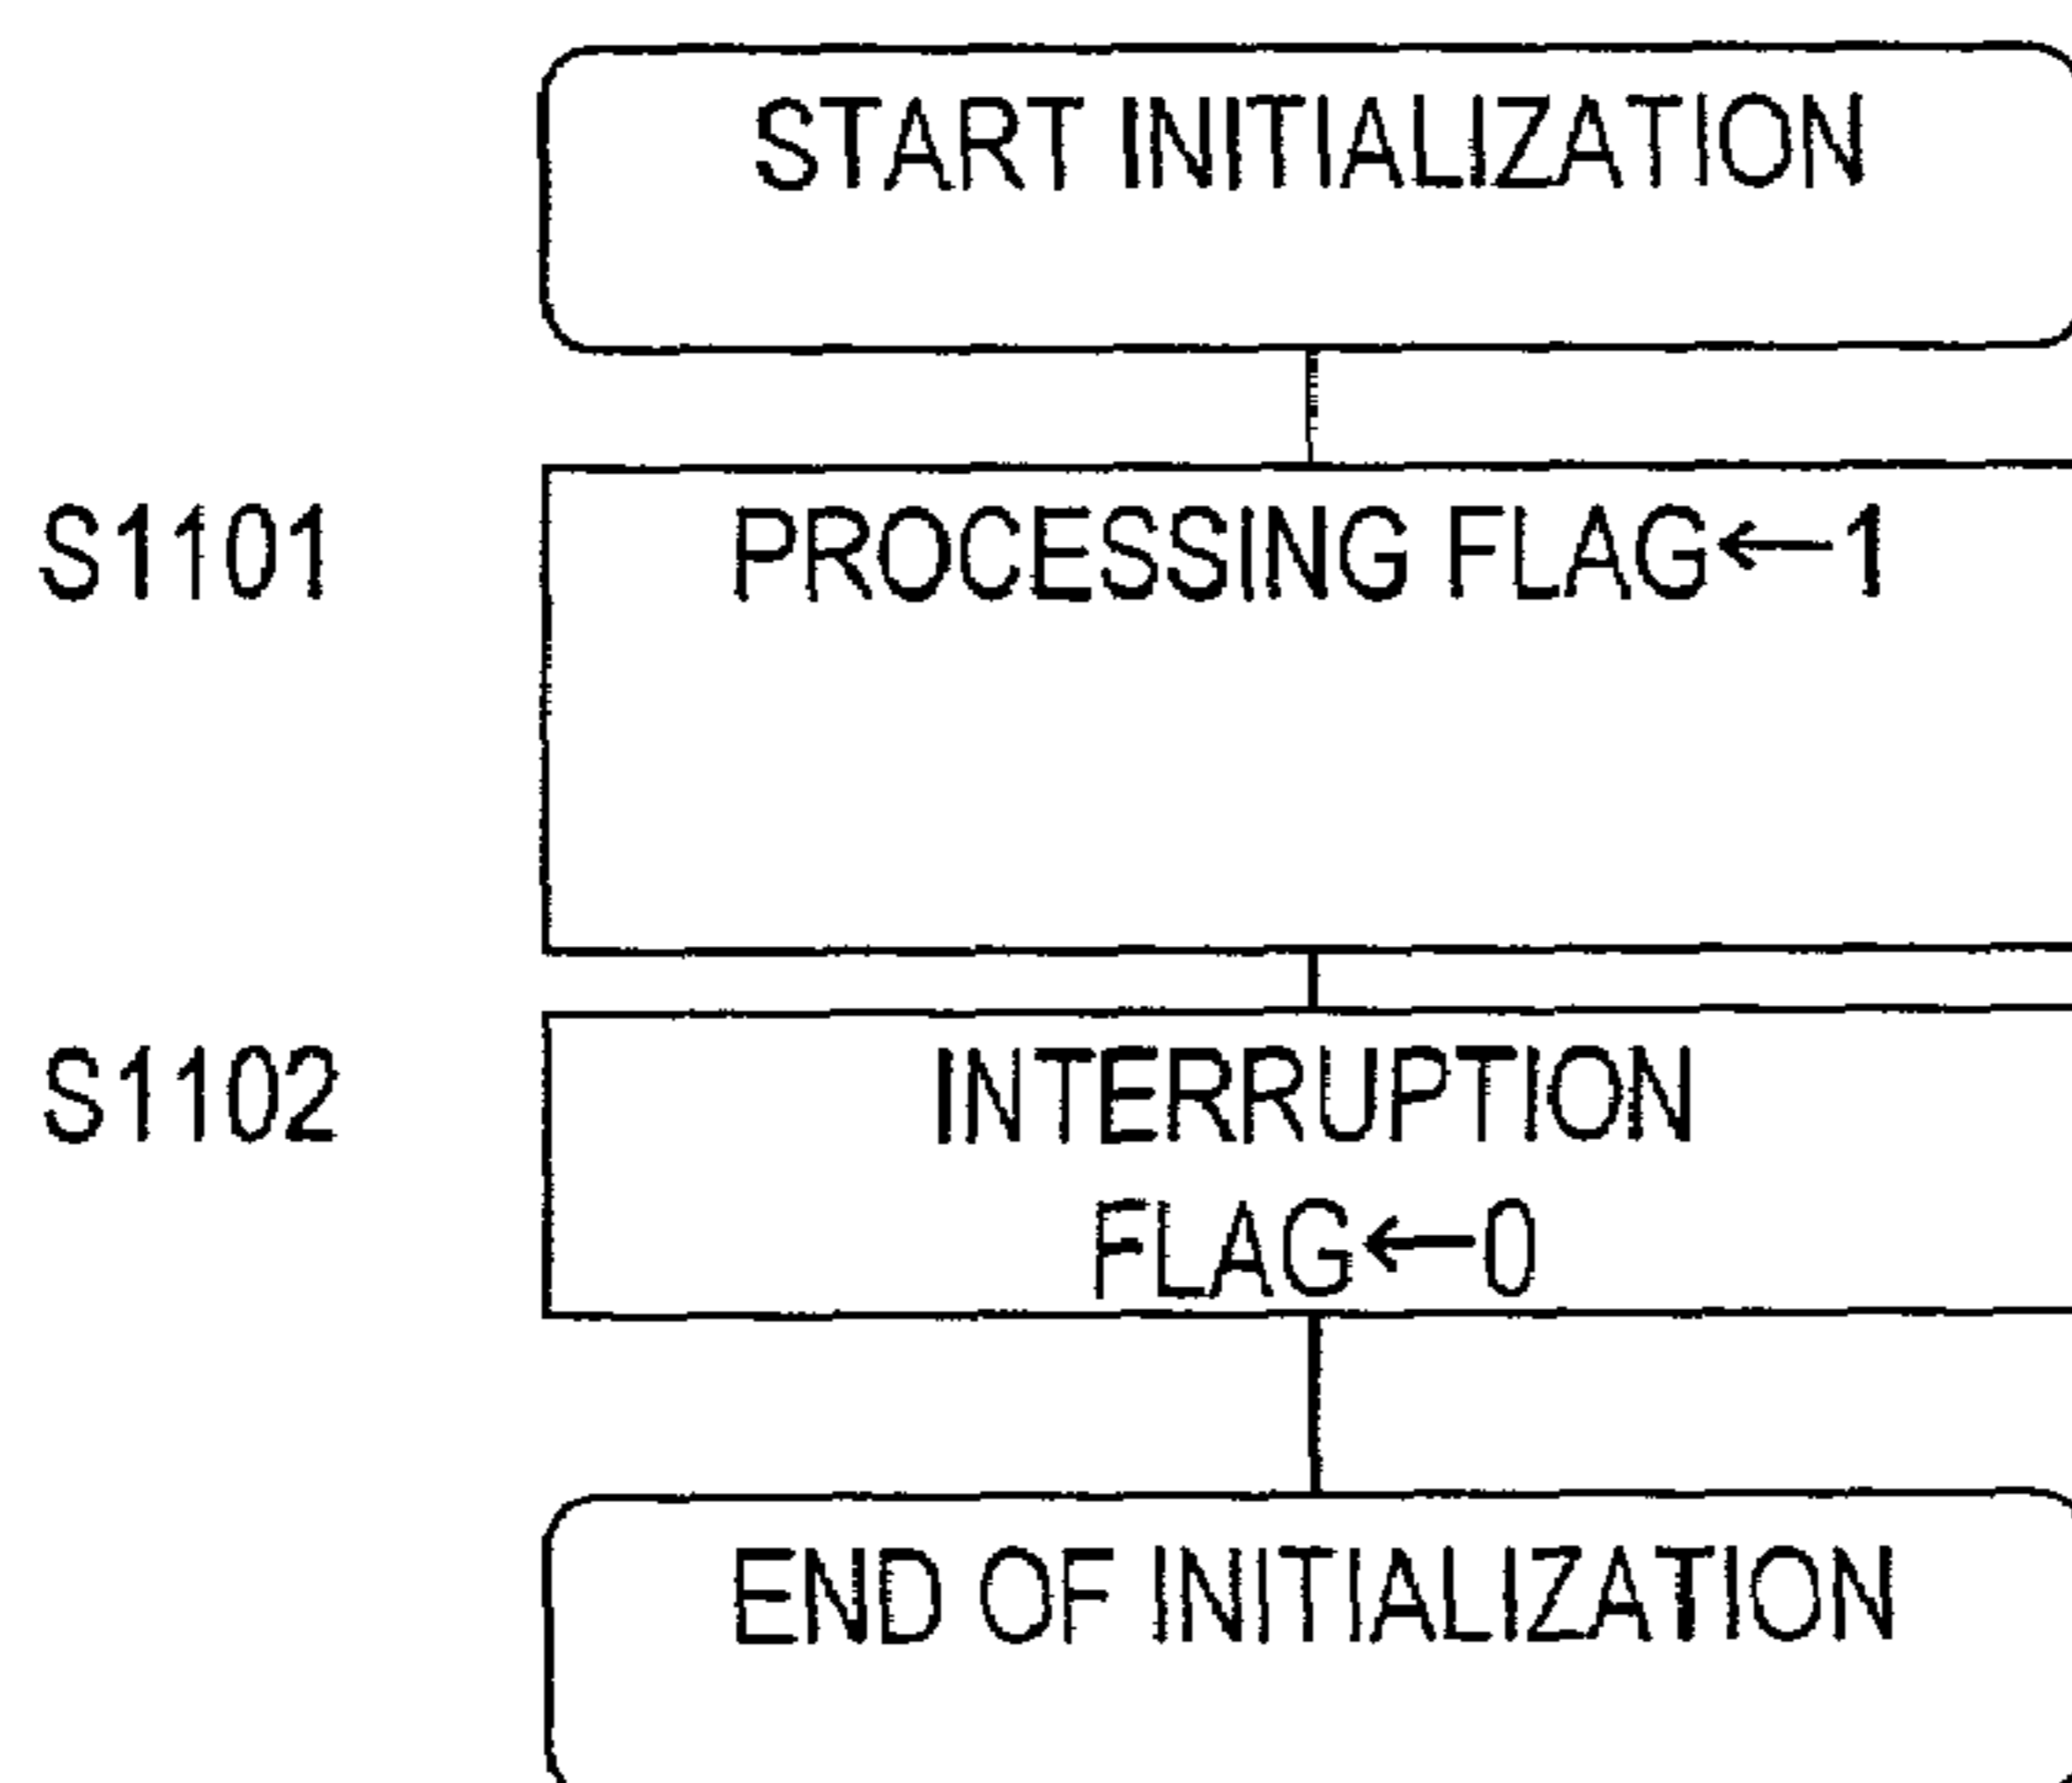 START INITIALIZATION
S1101
PROCESSING FLAG←1
S1102
INTERRUPTION
FLAG←0
END OF INITIALIZATION